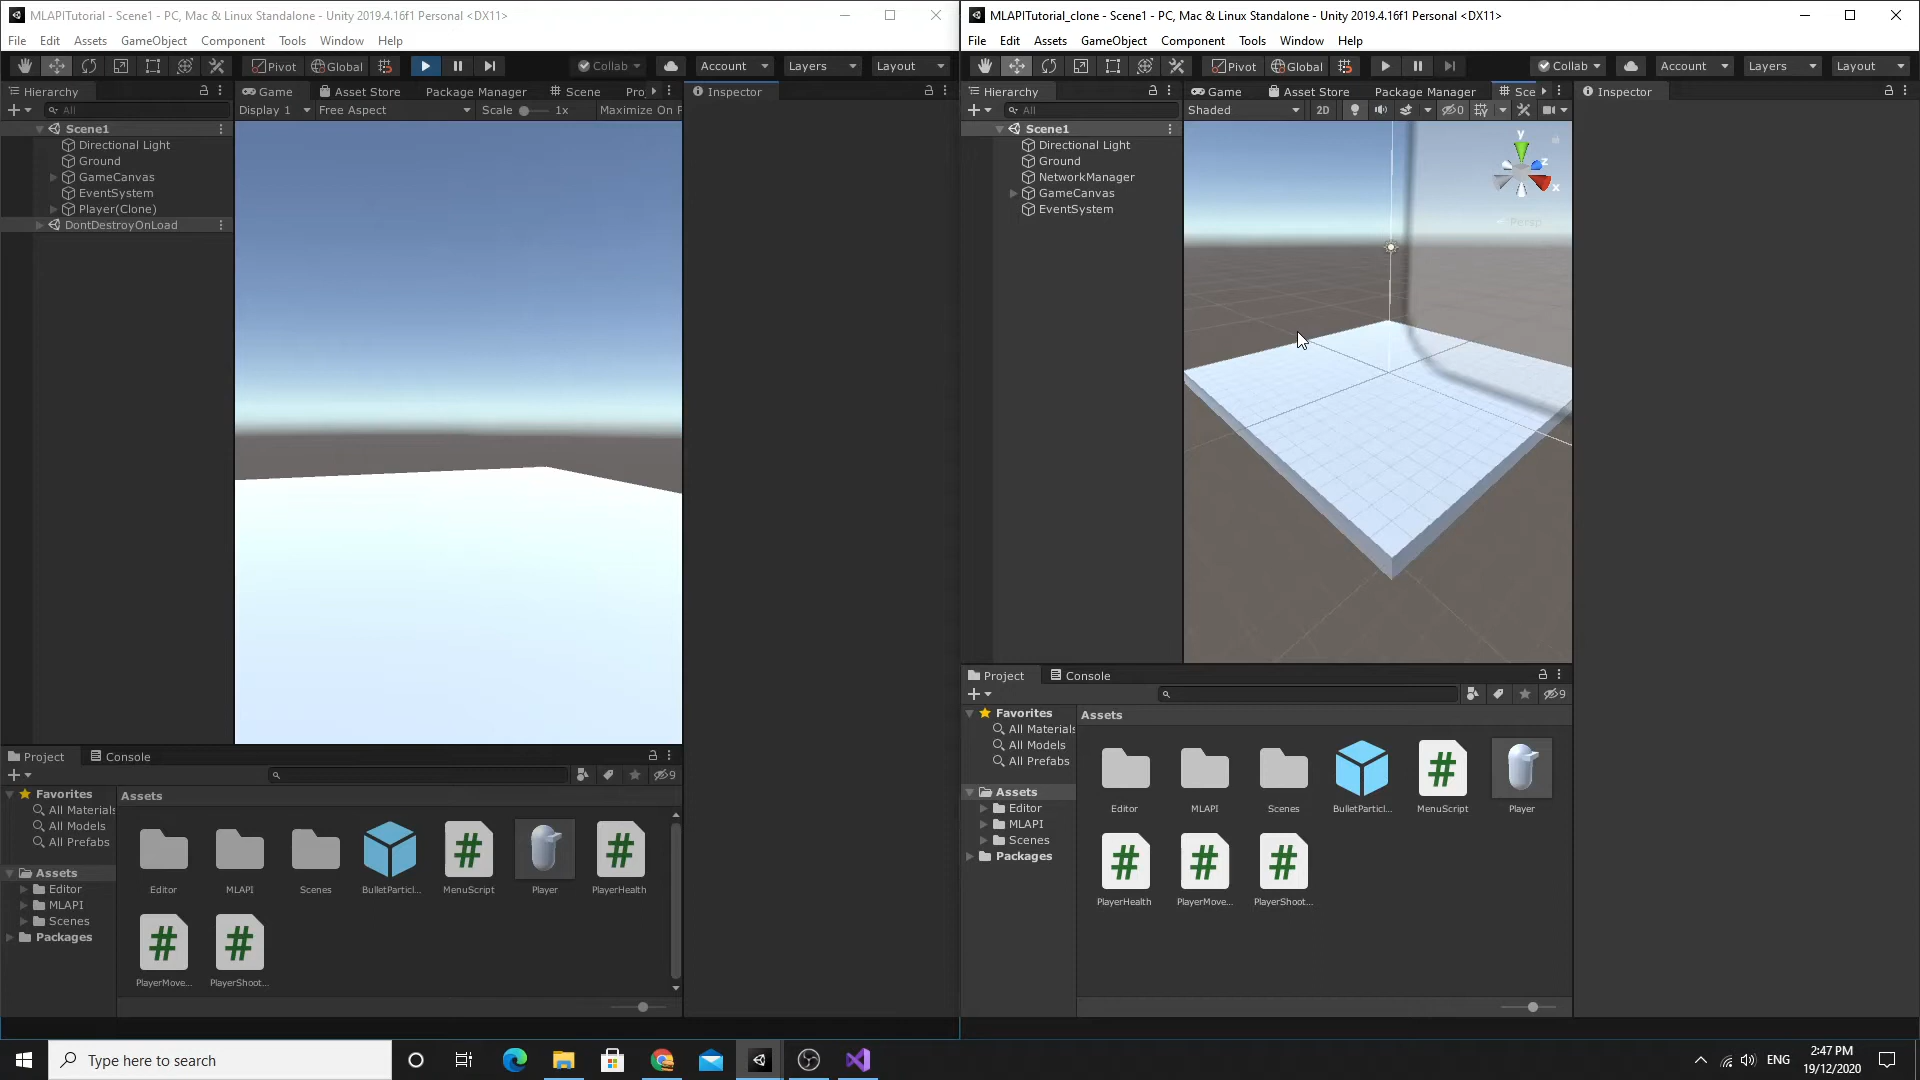 MLAPITutorial - Scene1 - PC, Mac & Linux Standalone - Unity 2019.4.16f1 Personal <DX11>
File Edit Assets GameObject Component Tools Window Help
Pivot Global Collab Account Layers Layout
Hierarchy Game Asset Store Package Manager Scene Pro Inspector
All Display 1 Free Aspect Scale 1x Maximize On P
Scene1
Directional Light
Ground
GameCanvas
EventSystem
Player(Clone)
DontDestroyOnLoad
Project Console
9
Favorites
All Materials
All Models
All Prefabs
Assets
Editor
MLAPI
Scenes
Packages
Assets
Editor MLAPI Scenes BulletParticl... MenuScript Player PlayerHealth
PlayerMove... PlayerShoot...
MLAPITutorial_clone - Scene1 - PC, Mac & Linux Standalone - Unity 2019.4.16f1 Personal <DX11>
File Edit Assets GameObject Component Tools Window Help
Pivot Global Collab Account Layers Layout
Hierarchy Game Asset Store Package Manager Sce Inspector
All Shaded 2D 0
Scene1
Directional Light
Ground
NetworkManager
GameCanvas
EventSystem
y
z
x
Persp
Project Console
9
Favorites
All Materials
All Models
All Prefabs
Assets
Editor
MLAPI
Scenes
Packages
Assets
Editor MLAPI Scenes BulletParticl... MenuScript Player
PlayerHealth PlayerMove... PlayerShoot...
Type here to search
ENG
2:47 PM
19/12/2020